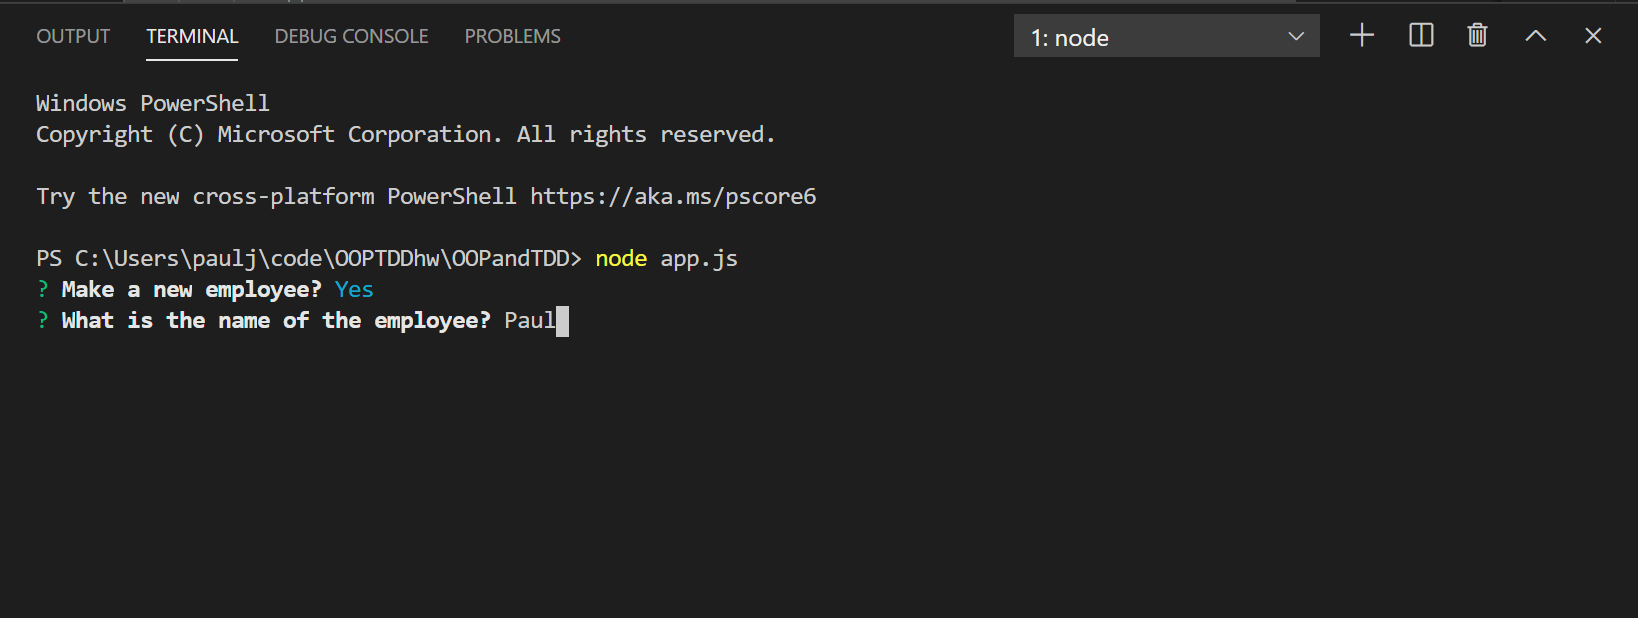 OUTPUT TERMINAL DEBUG CONSOLE PROBLEMS 1: node
Windows PowerShell
Copyright (C) Microsoft Corporation. All rights reserved.
Try the new cross-platform PowerShell https://aka.ms/pscore6
PS C:\Users\paulj\code\OOPTDDhw\OOPandTDD> node app.js
? Make a new employee? Yes
? What is the name of the employee? Paul